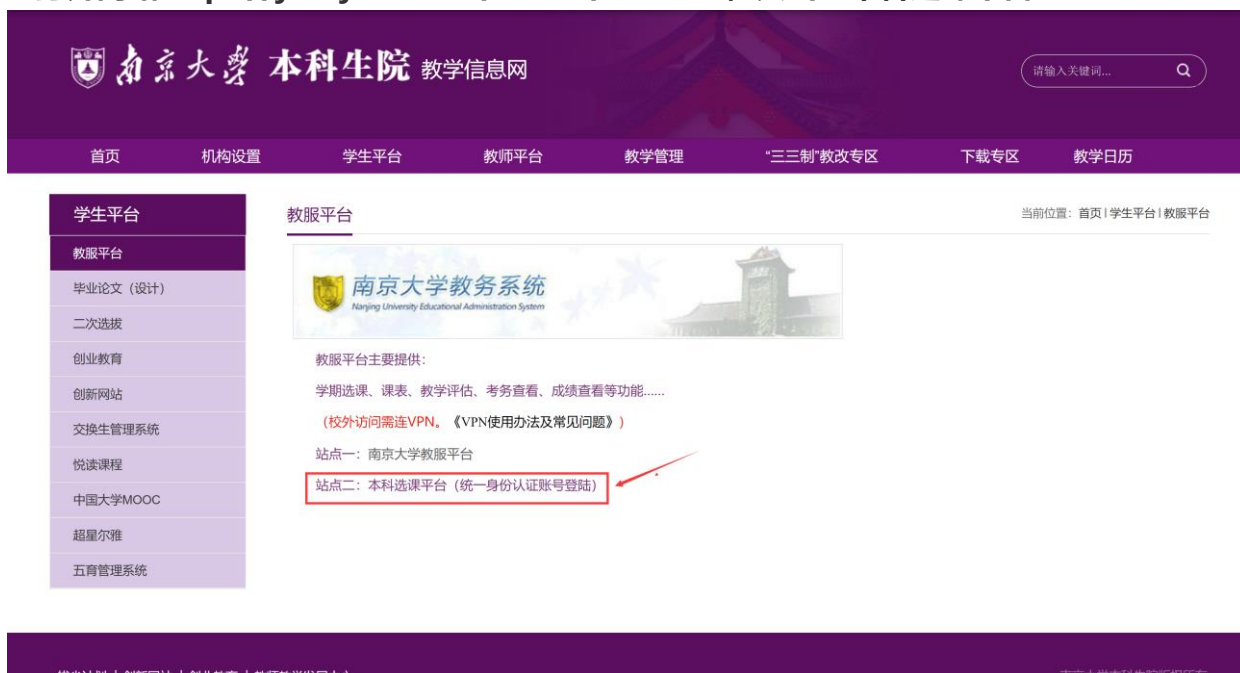 南京大学 本科生院 教学信息网
请输入关键词...
首页 机构设置 学生平台 教师平台 教学管理 “三三制”教改专区 下载专区 教学日历
学生平台
教服平台
毕业论文（设计）
二次选拔
创业教育
创新网站
交换生管理系统
悦读课程
中国大学MOOC
超星尔雅
五育管理系统
教服平台
当前位置：首页 | 学生平台 | 教服平台
南京大学教务系统
Nanjing University Educational Administration System
教服平台主要提供：
学期选课、课表、教学评估、考务查看、成绩查看等功能......
（校外访问需连VPN。《VPN使用办法及常见问题》）
站点一：南京大学教服平台
站点二：本科选课平台（统一身份认证账号登陆）